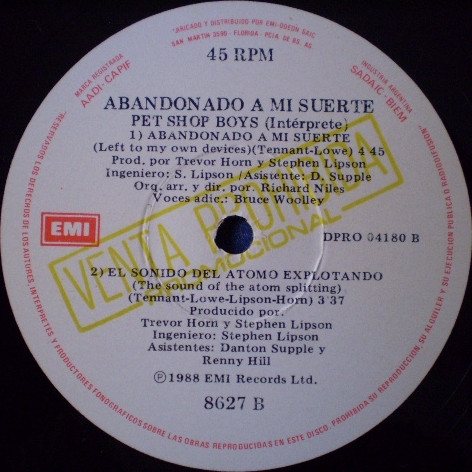 FABRICADO Y DISTRIBUIDO POR EMI-ODEON SAIC
SAN MARTIN 3590 - FLORIDA - PCIA. DE BS. AS.
MARCA REGISTRADA
AADI-CAPIF
INDUSTRIA ARGENTINA
SADAIC-BIEM
45 RPM
ABANDONADO A MI SUERTE
PET SHOP BOYS (Intérprete)
1) ABANDONADO A MI SUERTE
(Left to my own devices)(Tennant-Lowe) 4 45
Prod. por Trevor Horn y Stephen Lipson
Ingeniero: S. Lipson /Asistente: D. Supple
Orq. arr. y dir. por Richard Niles
Voces adic.: Bruce Woolley
EMI
VENTA PROHIBIDA
PROMOCIONAL
DPRO 04180 B
2) EL SONIDO DEL ATOMO EXPLOTANDO
(The sound of the atom splitting)
(Tennant-Lowe-Lipson-Horn) 3 37
Producido por:
Trevor Horn y Stephen Lipson
Ingeniero: Stephen Lipson
Asistentes: Danton Supple y
Renny Hill
Ⓟ 1988 EMI Records Ltd.
8627 B
RESERVADOS LOS DERECHOS DE LOS AUTORES, INTERPRETES Y PRODUCTORES FONOGRAFICOS SOBRE LAS OBRAS REPRODUCIDAS EN ESTE DISCO. PROHIBIDA SU REPRODUCCION, SU ALQUILER Y SU EJECUCION PUBLICA O RADIODIFUSION.